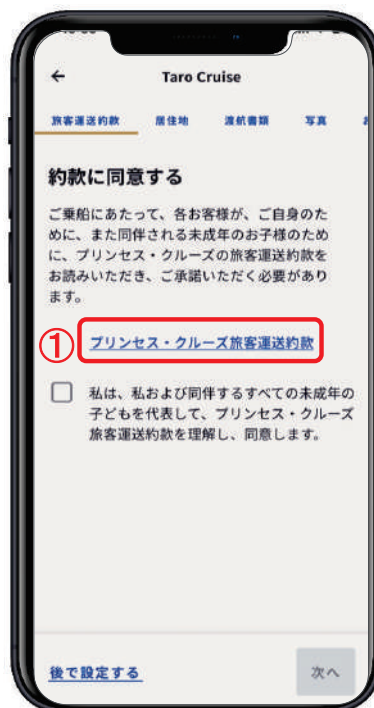 ← Taro Cruise
旅客運送約款 居住地 渡航書類 写真
約款に同意する
ご乗船にあたって、各お客様が、ご自身のた
めに、また同伴される未成年のお子様のため
に、プリンセス・クルーズの旅客運送約款を
お読みいただき、ご承諾いただく必要があり
ます。
① プリンセス・クルーズ旅客運送約款
私は、私および同伴するすべての未成年の
子どもを代表して、プリンセス・クルーズ
旅客運送約款を理解し、同意します。
後で設定する 次へ